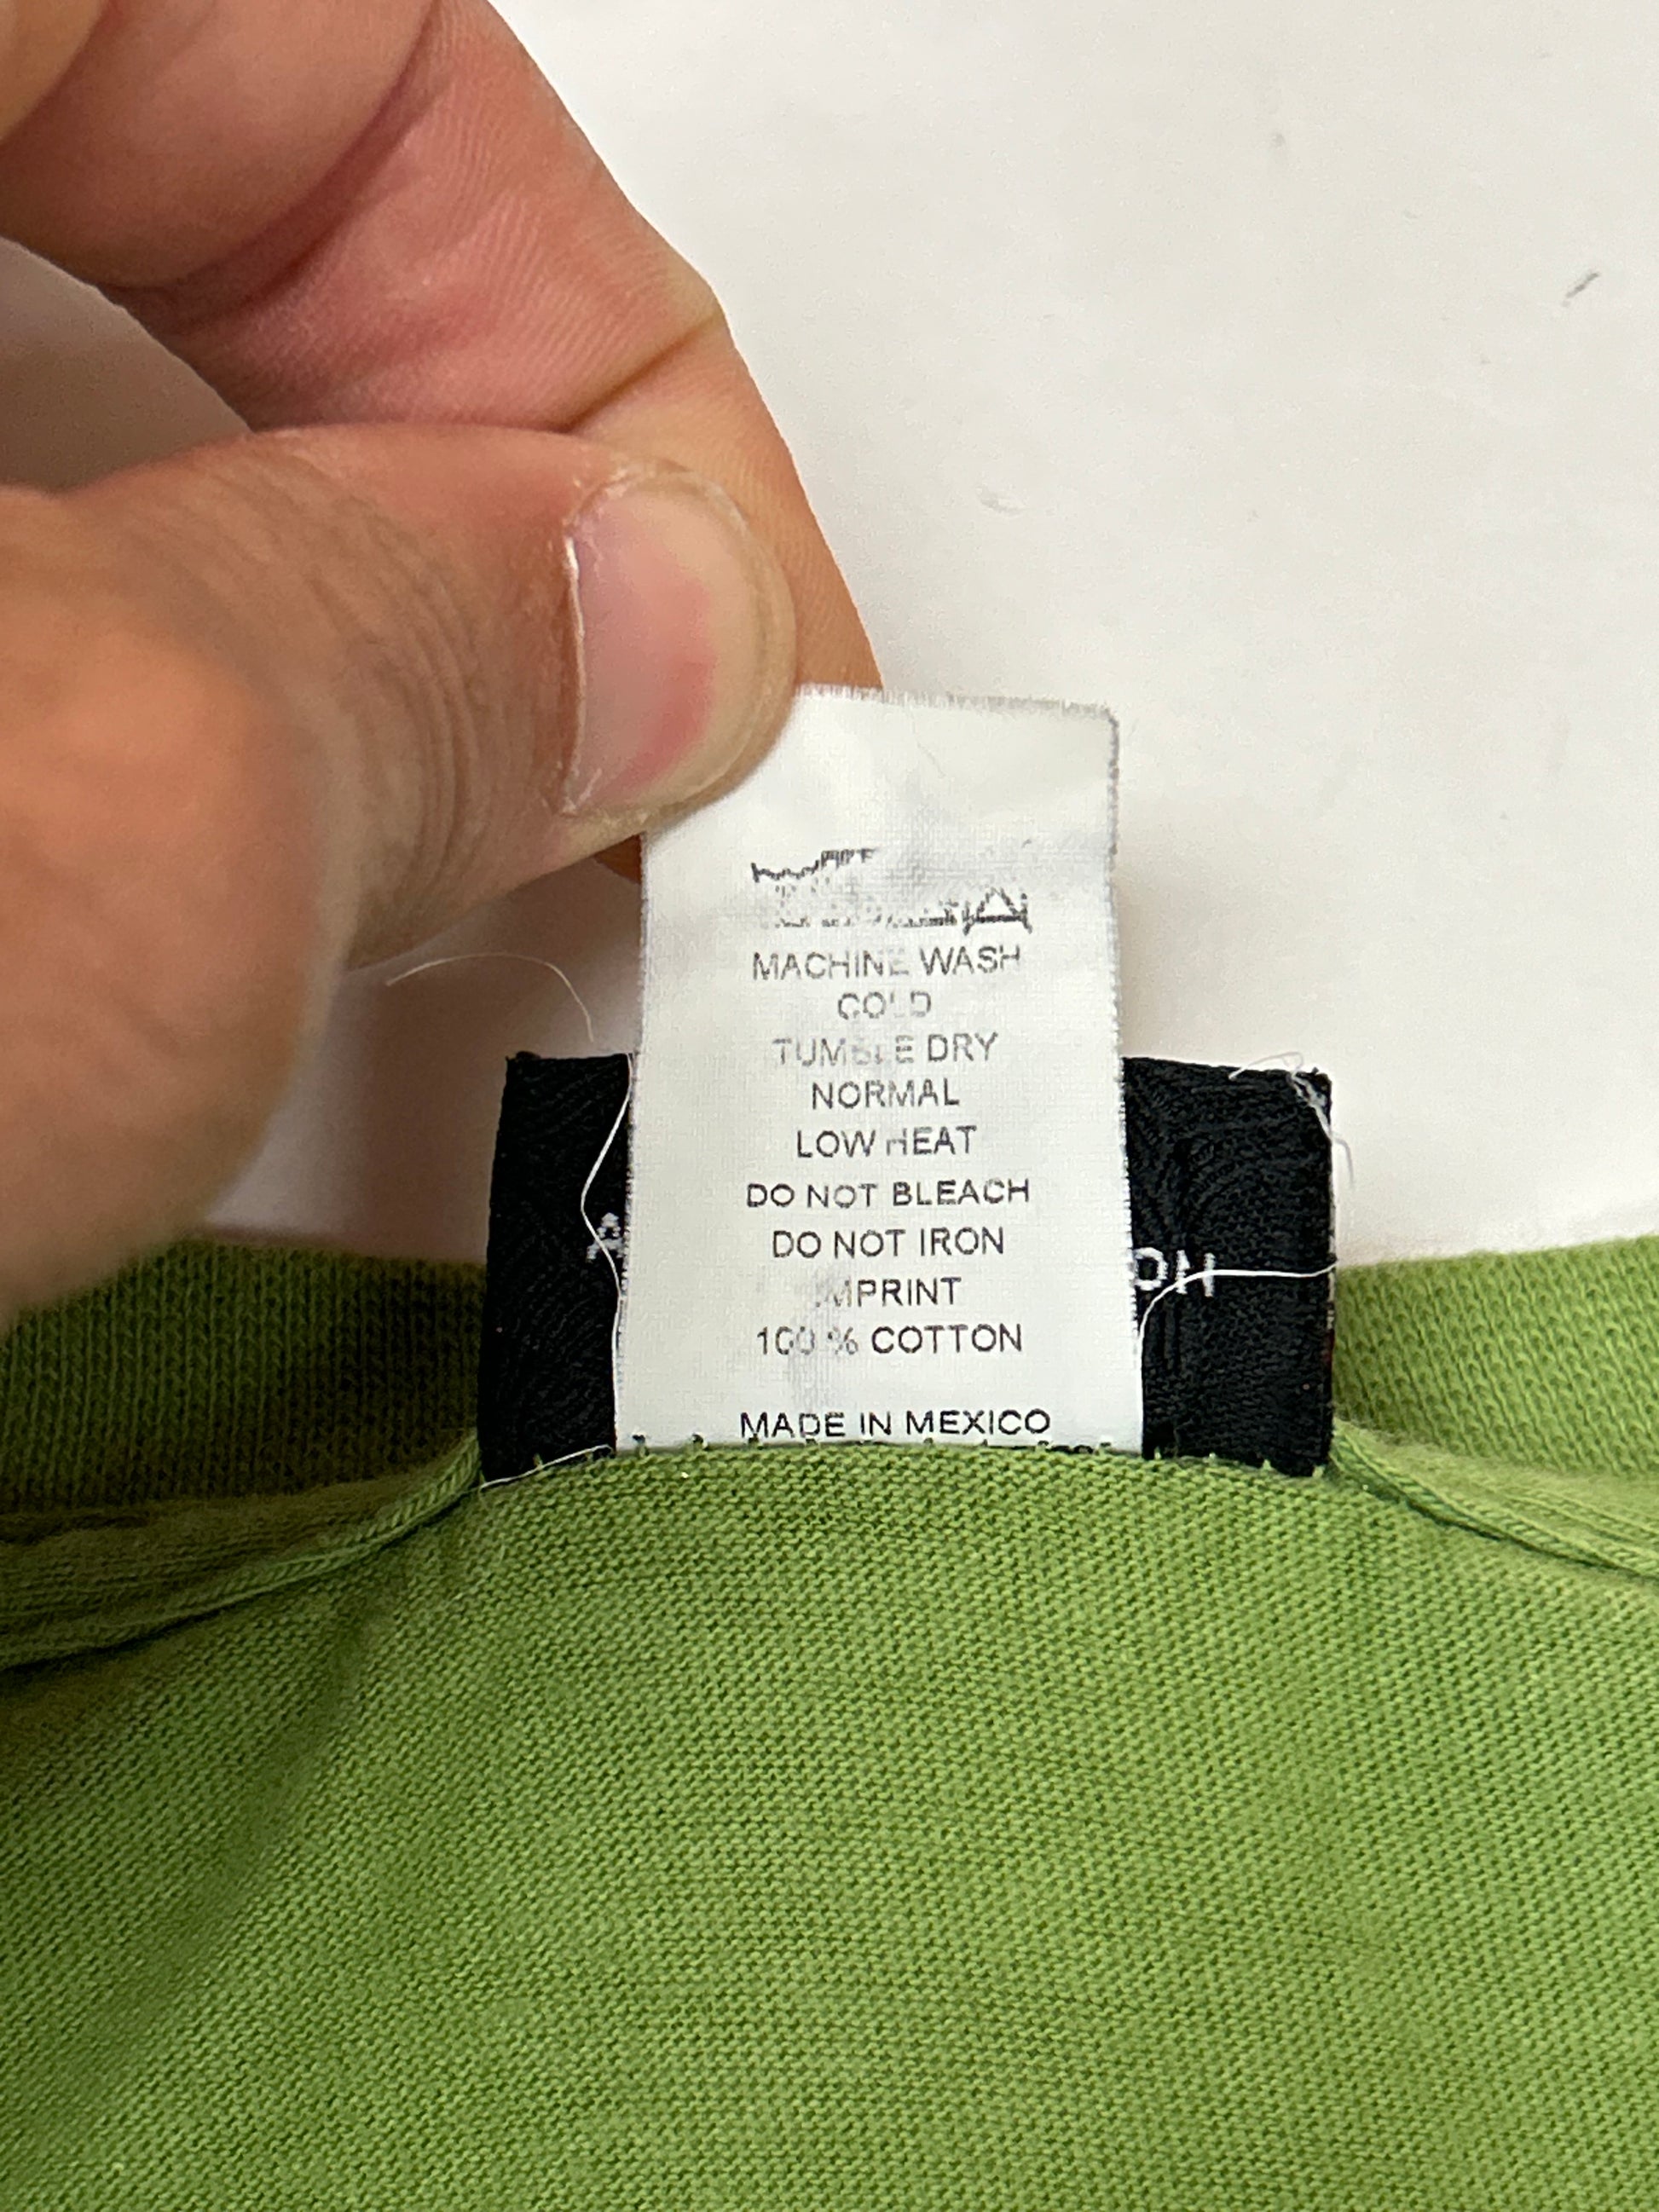 MACHINE WASH
COLD
TUMBLE DRY
NORMAL
LOW HEAT
DO NOT BLEACH
DO NOT IRON
IMPRINT
100 % COTTON
MADE IN MEXICO